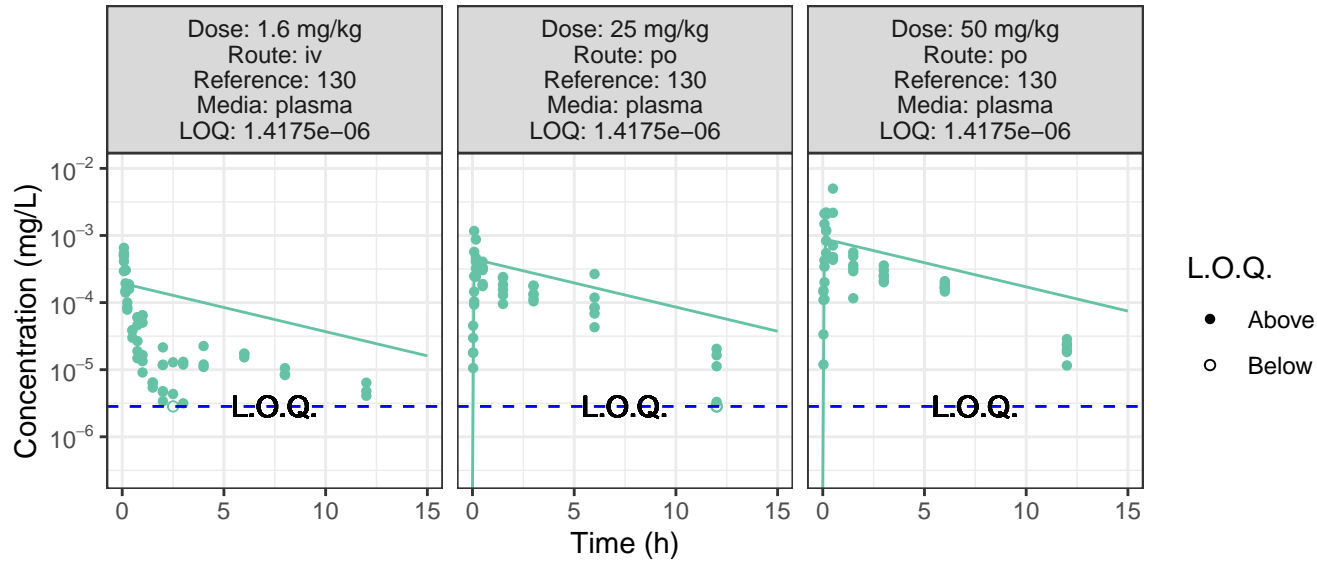 Dose: 1.6 mg/kg
Route: iv
Reference: 130
Media: plasma
LOQ: 1.4175e−06
Dose: 25 mg/kg
Route: po
Reference: 130
Media: plasma
LOQ: 1.4175e−06
Dose: 50 mg/kg
Route: po
Reference: 130
Media: plasma
LOQ: 1.4175e−06
Concentration (mg/L)
10⁻²
10⁻³
10⁻⁴
10⁻⁵
10⁻⁶
L.O.Q.
L.O.Q.
L.O.Q.
0 5 10 15
0 5 10 15
0 5 10 15
Time (h)
L.O.Q.
Above
Below